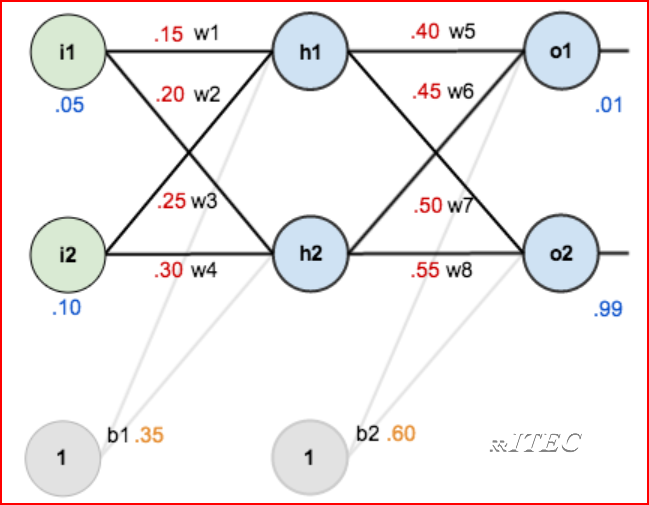 i1
.15 w1
h1
.40 w5
o1
.05
.20 w2
.45 w6
.01
.25 w3
.50 w7
i2
.30 w4
h2
.55 w8
o2
.10
.99
1
b1 .35
1
b2 .60
RRITEC